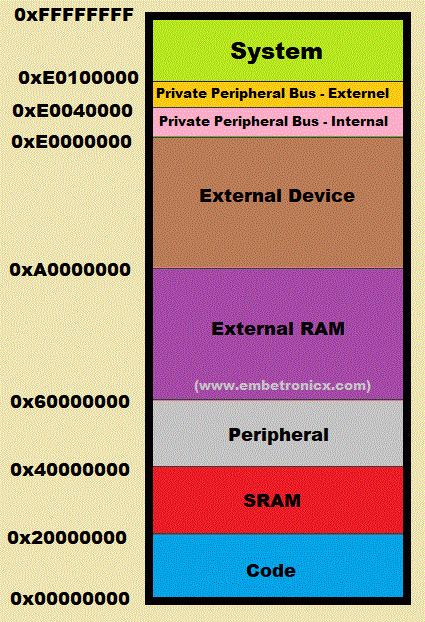 0xFFFFFFFF
System
0xE0100000
Private Peripheral Bus - Externel
0xE0040000
Private Peripheral Bus - Internal
0xE0000000
External Device
0xA0000000
External RAM
(www.embetronicx.com)
0x60000000
Peripheral
0x40000000
SRAM
0x20000000
Code
0x00000000